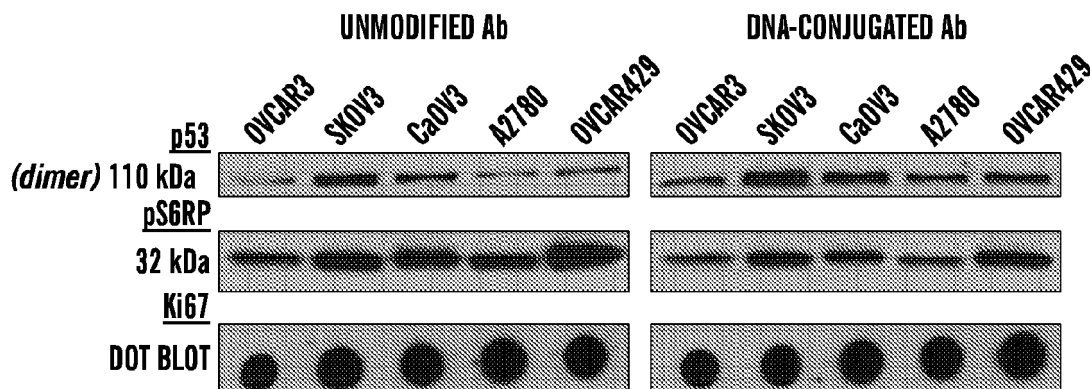 UNMODIFIED Ab
DNA-CONJUGATED Ab
OVCAR3
SKOV3
CaOV3
A2780
OVCAR429
OVCAR3
SKOV3
CaOV3
A2780
OVCAR429
p53
(dimer) 110 kDa
pS6RP
32 kDa
Ki67
DOT BLOT